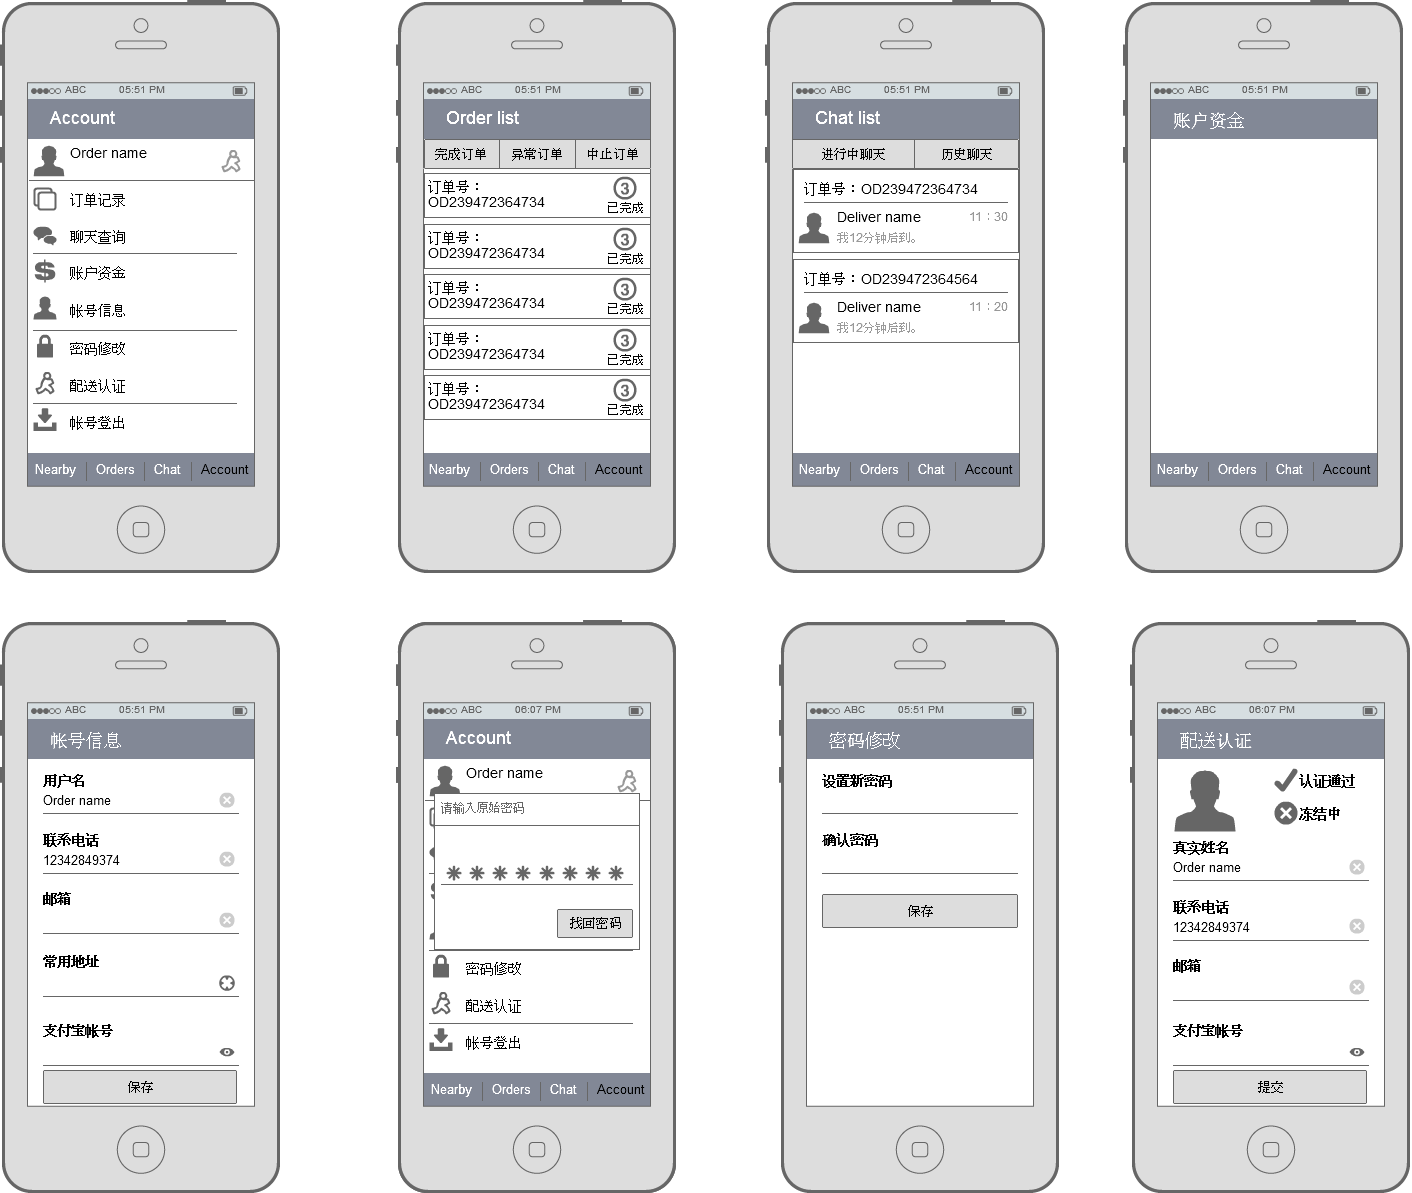 ABC 05:51 PM
Account
Order name
订单记录
聊天查询
账户资金
帐号信息
密码修改
配送认证
帐号登出
Nearby Orders Chat Account
ABC 05:51 PM
Order list
完成订单 异常订单 中止订单
订单号：
OD239472364734
3
已完成
订单号：
OD239472364734
3
已完成
订单号：
OD239472364734
3
已完成
订单号：
OD239472364734
3
已完成
订单号：
OD239472364734
3
已完成
Nearby Orders Chat Account
ABC 05:51 PM
Chat list
进行中聊天 历史聊天
订单号：OD239472364734
Deliver name 11：30
我12分钟后到。
订单号：OD239472364564
Deliver name 11：20
我12分钟后到。
Nearby Orders Chat Account
ABC 05:51 PM
账户资金
Nearby Orders Chat Account
ABC 05:51 PM
帐号信息
用户名
Order name
联系电话
12342849374
邮箱
常用地址
支付宝帐号
保存
ABC 06:07 PM
Account
Order name
请输入原始密码
找回密码
密码修改
配送认证
帐号登出
Nearby Orders Chat Account
ABC 05:51 PM
密码修改
设置新密码
确认密码
保存
ABC 06:07 PM
配送认证
认证通过
冻结中
真实姓名
Order name
联系电话
12342849374
邮箱
支付宝帐号
提交